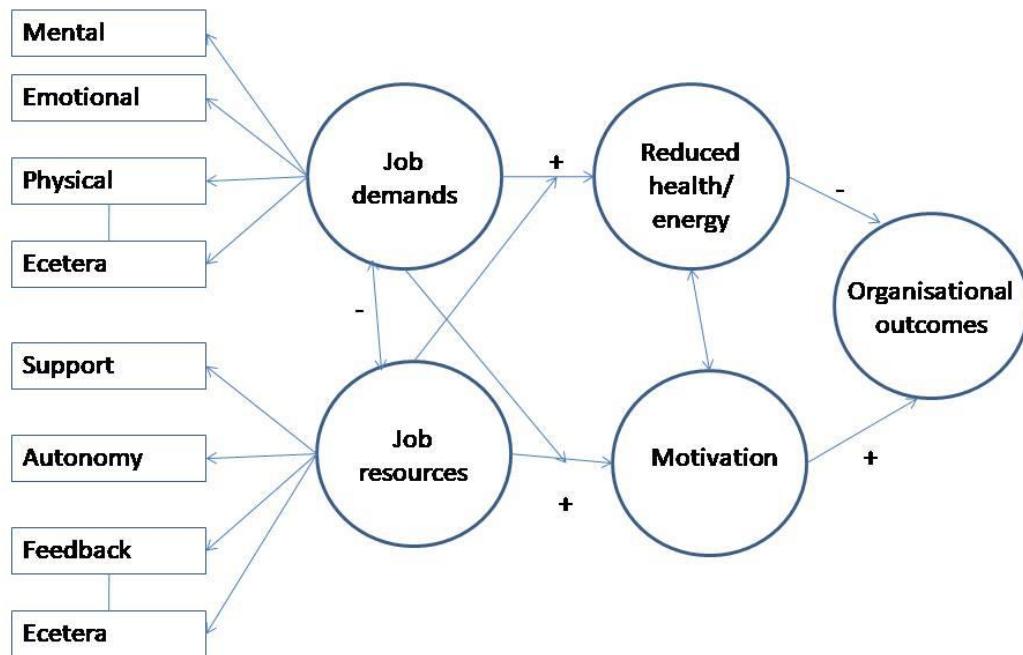 Mental
Emotional
Physical
Ecetera
Support
Autonomy
Feedback
Ecetera
Job
demands
-
Job
resources
+
+
Reduced
health/
energy
Motivation
-
+
Organisational
outcomes